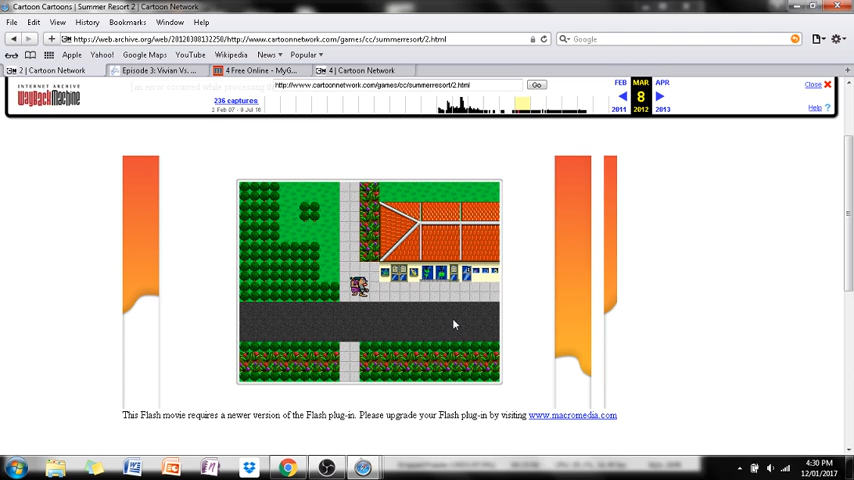 Cartoon Cartoons | Summer Resort 2 | Cartoon Network
File Edit View History Bookmarks Window Help
https://web.archive.org/web/20120308132250/http://www.cartoonnetwork.com/games/cc/summerresort/2.html
Google
Apple Yahoo! Google Maps YouTube Wikipedia News Popular
2 | Cartoon Network
Episode 3: Vivian Vs. ...
4 Free Online - MyG...
4 | Cartoon Network
INTERNET ARCHIVE
WayBackMachine
http://www.cartoonnetwork.com/games/cc/summerresort/2.html
Go
236 captures
2 Feb 07 - 9 Jul 16
FEB MAR APR
8
2011 2012 2013
Close
Help ?
This Flash movie requires a newer version of the Flash plug-in. Please upgrade your Flash plug-in by visiting www.macromedia.com
4:30 PM
12/01/2017